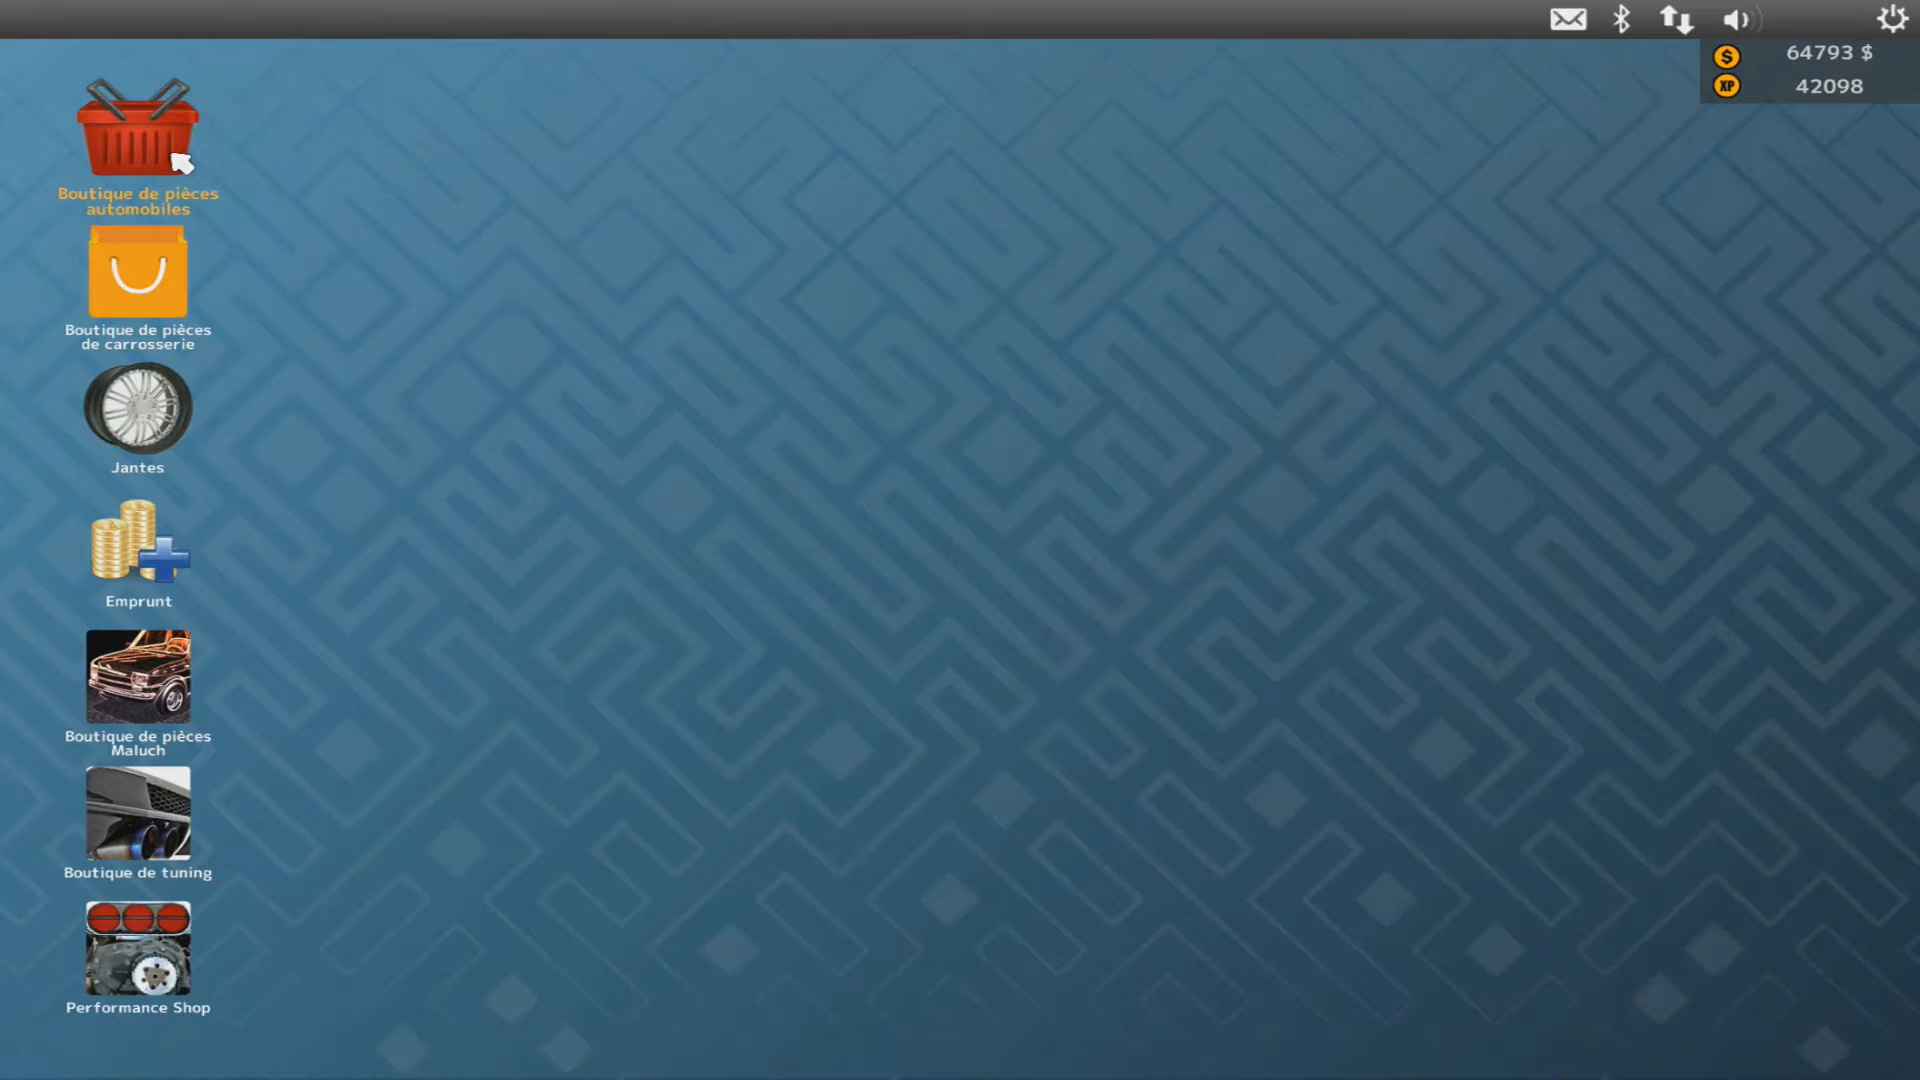 64793 $
XP
42098
Boutique de pièces
automobiles
Boutique de pièces
de carrosserie
Jantes
Emprunt
Boutique de pièces
Maluch
Boutique de tuning
Performance Shop